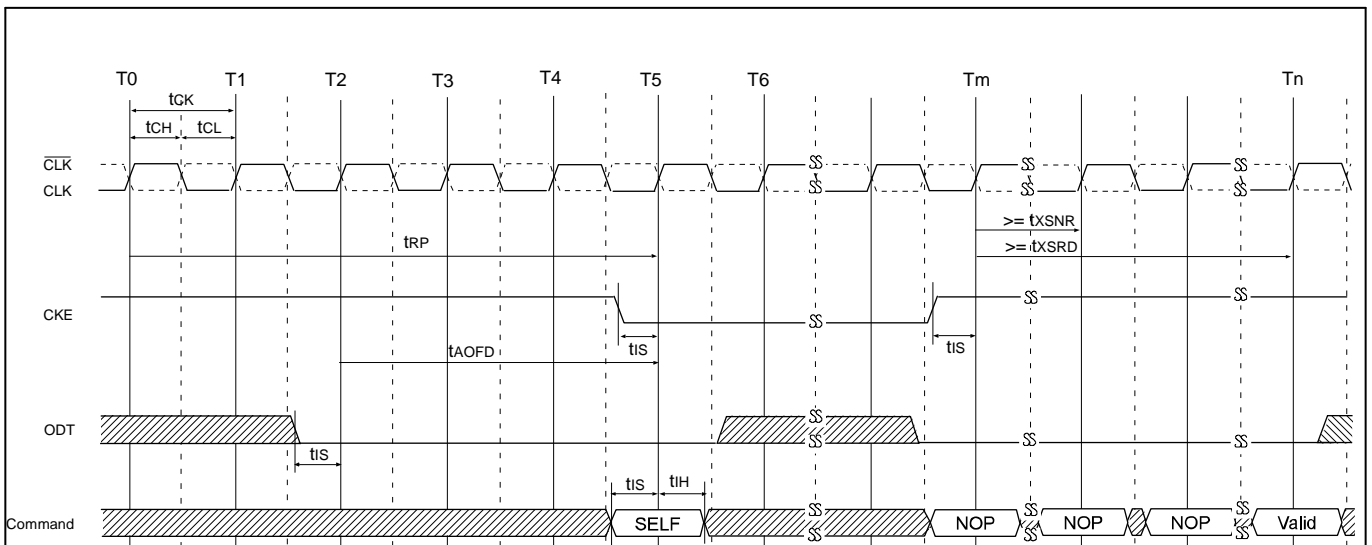 T0 T1 T2 T3 T4 T5 T6 Tm Tn
tCK
tCH tCL
CLK
CLK
>= tXSNR
tRP
>= tXSRD
CKE
tIS
tIS
tAOFD
ODT
tIS
tIS tIH
Command SELF NOP NOP NOP Valid